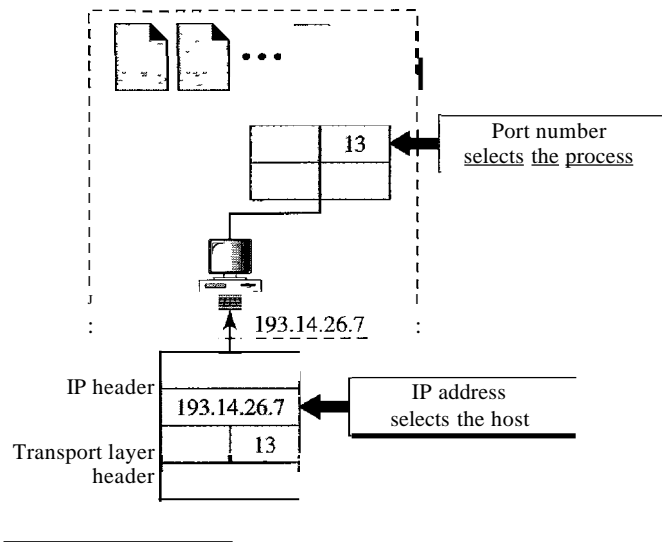 13
Port number
selects the process
193.14.26.7
IP header
193.14.26.7
IP address
selects the host
Transport layer
header
13